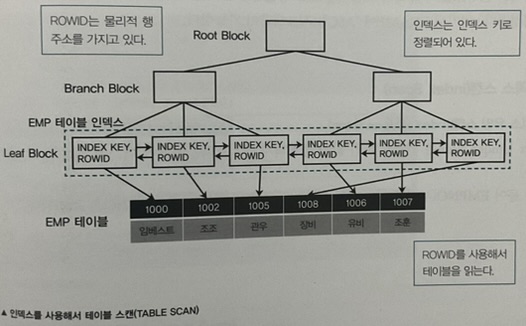 ROWID는 물리적 행
주소를 가지고 있다.
Root Block
인덱스는 인덱스 키로
정렬되어 있다.
Branch Block
EMP 테이블 인덱스
Leaf Block
INDEX KEY, INDEX KEY, INDEX KEY, INDEX KEY, INDEX KEY, INDEX KEY,
ROWID ROWID ROWID ROWID ROWID ROWID
1000 1002 1005 1008 1006 1007
EMP 테이블
임베스트 조조 관우 장비 유비 조훈
ROWID를 사용해서
테이블을 읽는다.
▲ 인덱스를 사용해서 테이블 스캔(TABLE SCAN)